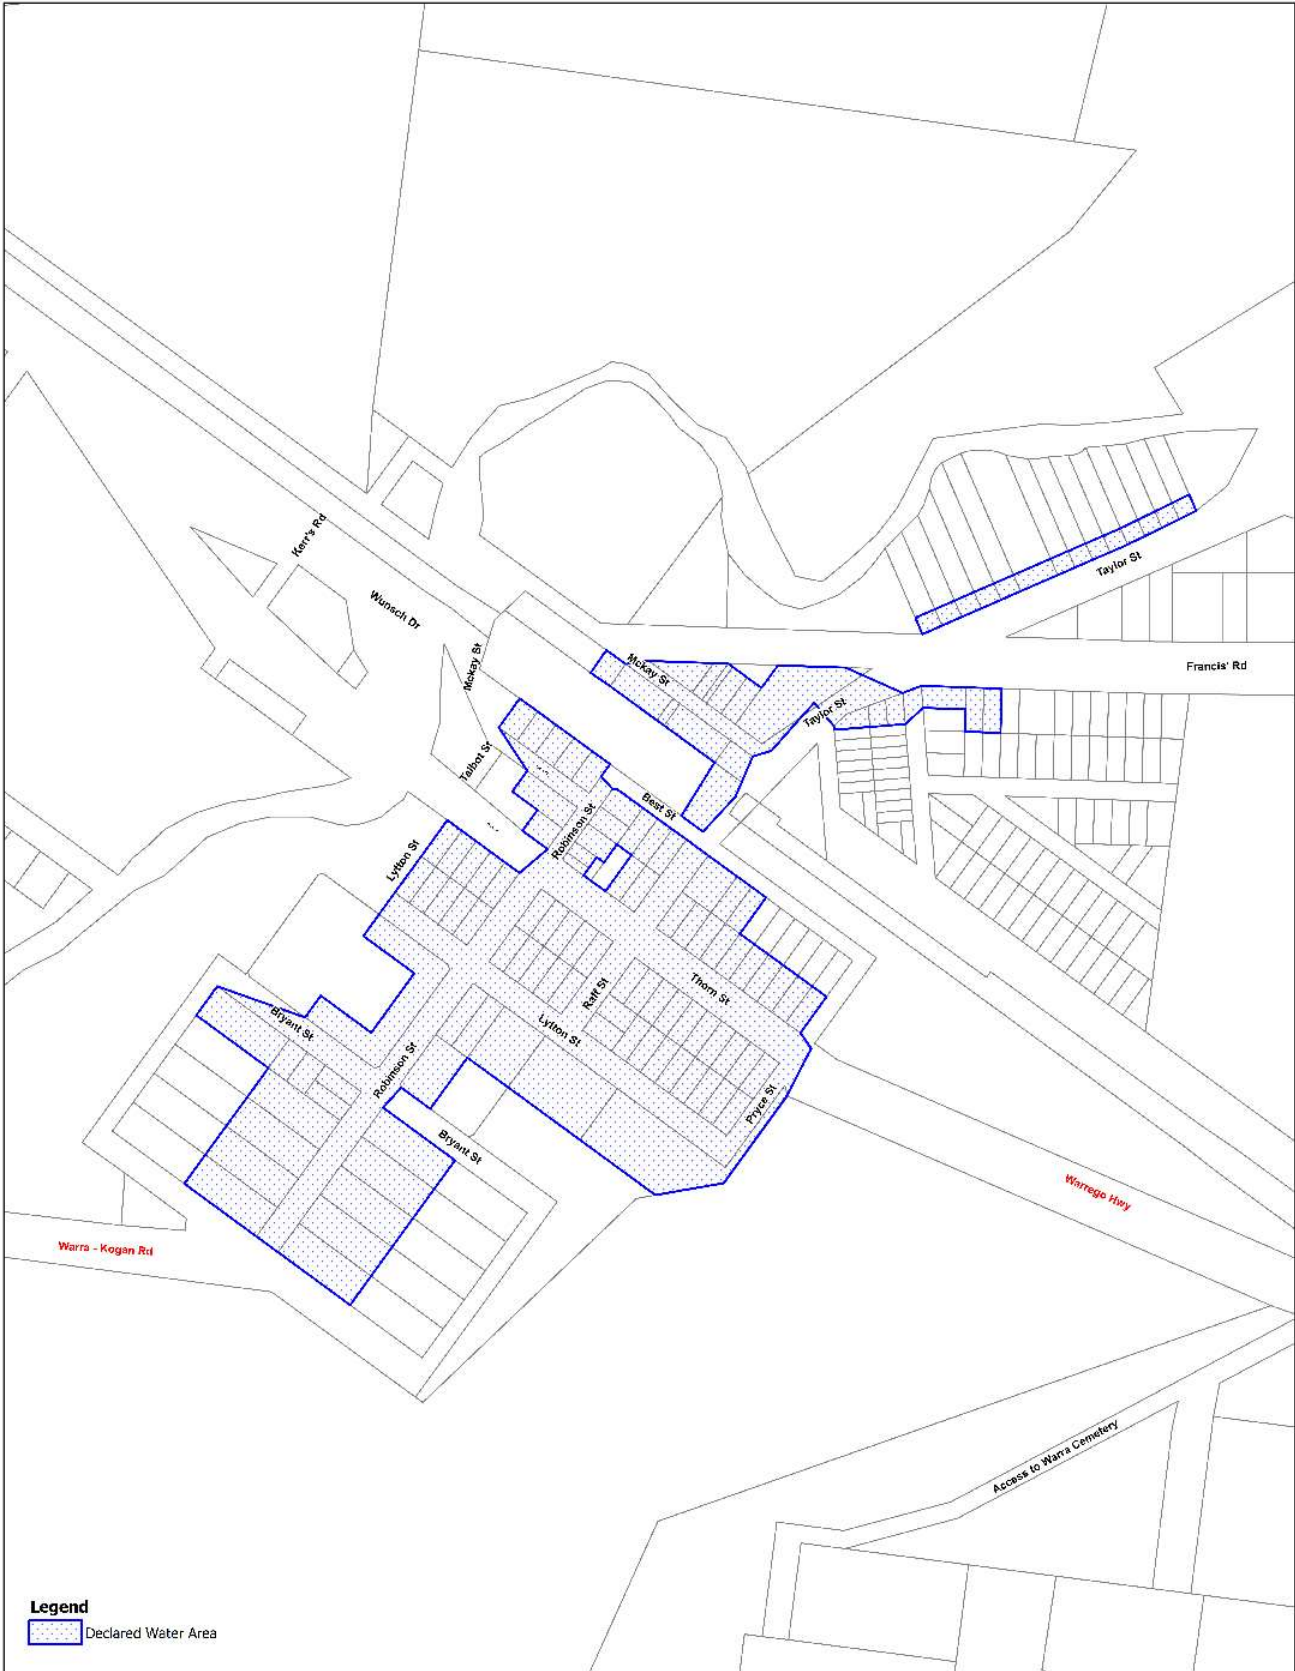 Kerr's Rd
Wunsch Dr
Mckay St
Mckay St
Taylor St
Francis' Rd
Taylor St
Talbot St
Best St
Robinson St
Lytton St
Raff St
Thorn St
Lytton St
Bryant St
Robinson St
Pryce St
Bryant St
Warrego Hwy
Warra - Kogan Rd
Access to Warra Cemetery
Legend
Declared Water Area